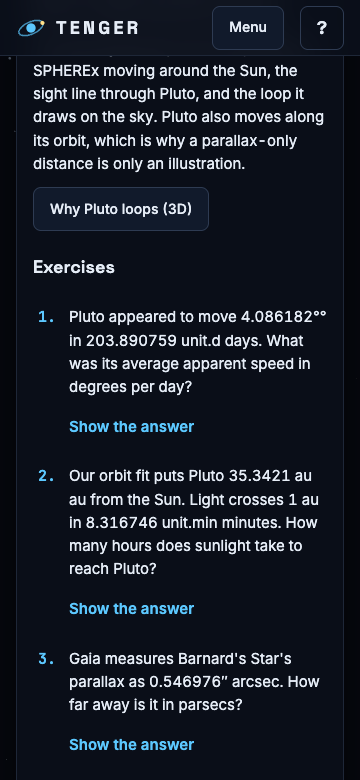 TENGER
Menu
?
SPHEREx moving around the Sun, the
sight line through Pluto, and the loop it
draws on the sky. Pluto also moves along
its orbit, which is why a parallax-only
distance is only an illustration.
Why Pluto loops (3D)
Exercises
1. Pluto appeared to move 4.086182°°
in 203.890759 unit.d days. What
was its average apparent speed in
degrees per day?
Show the answer
2. Our orbit fit puts Pluto 35.3421 au
au from the Sun. Light crosses 1 au
in 8.316746 unit.min minutes. How
many hours does sunlight take to
reach Pluto?
Show the answer
3. Gaia measures Barnard's Star's
parallax as 0.546976″ arcsec. How
far away is it in parsecs?
Show the answer